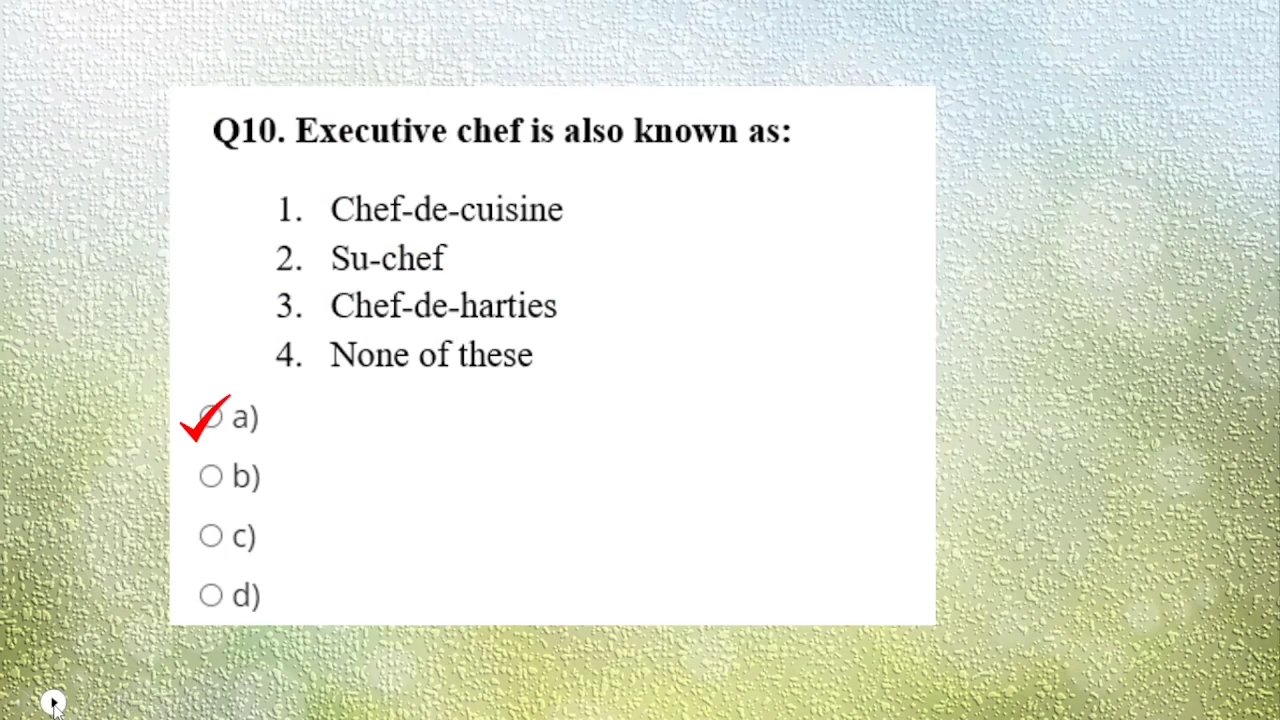 Q10. Executive chef is also known as:
1. Chef-de-cuisine
2. Su-chef
3. Chef-de-harties
4. None of these
a)
b)
c)
d)